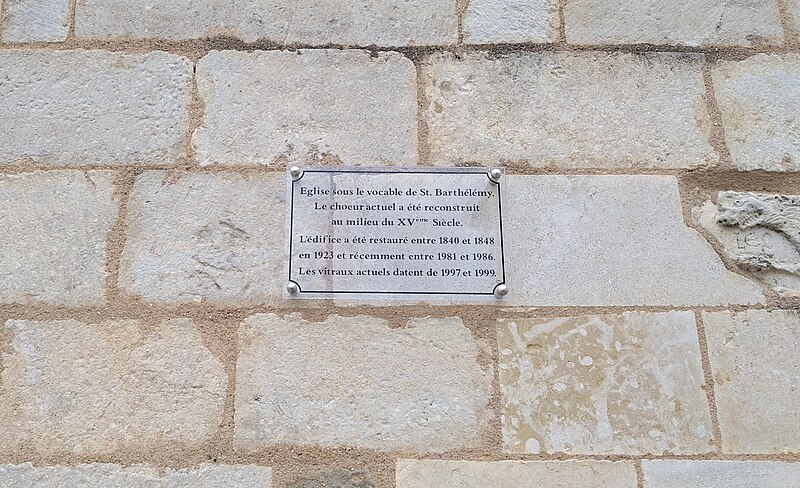 Eglise sous le vocable de St. Barthélémy.
Le choeur actuel a été reconstruit
au milieu du XVème Siècle.
L'édifice a été restauré entre 1840 et 1848
en 1923 et récemment entre 1981 et 1986.
Les vitraux actuels datent de 1997 et 1999.